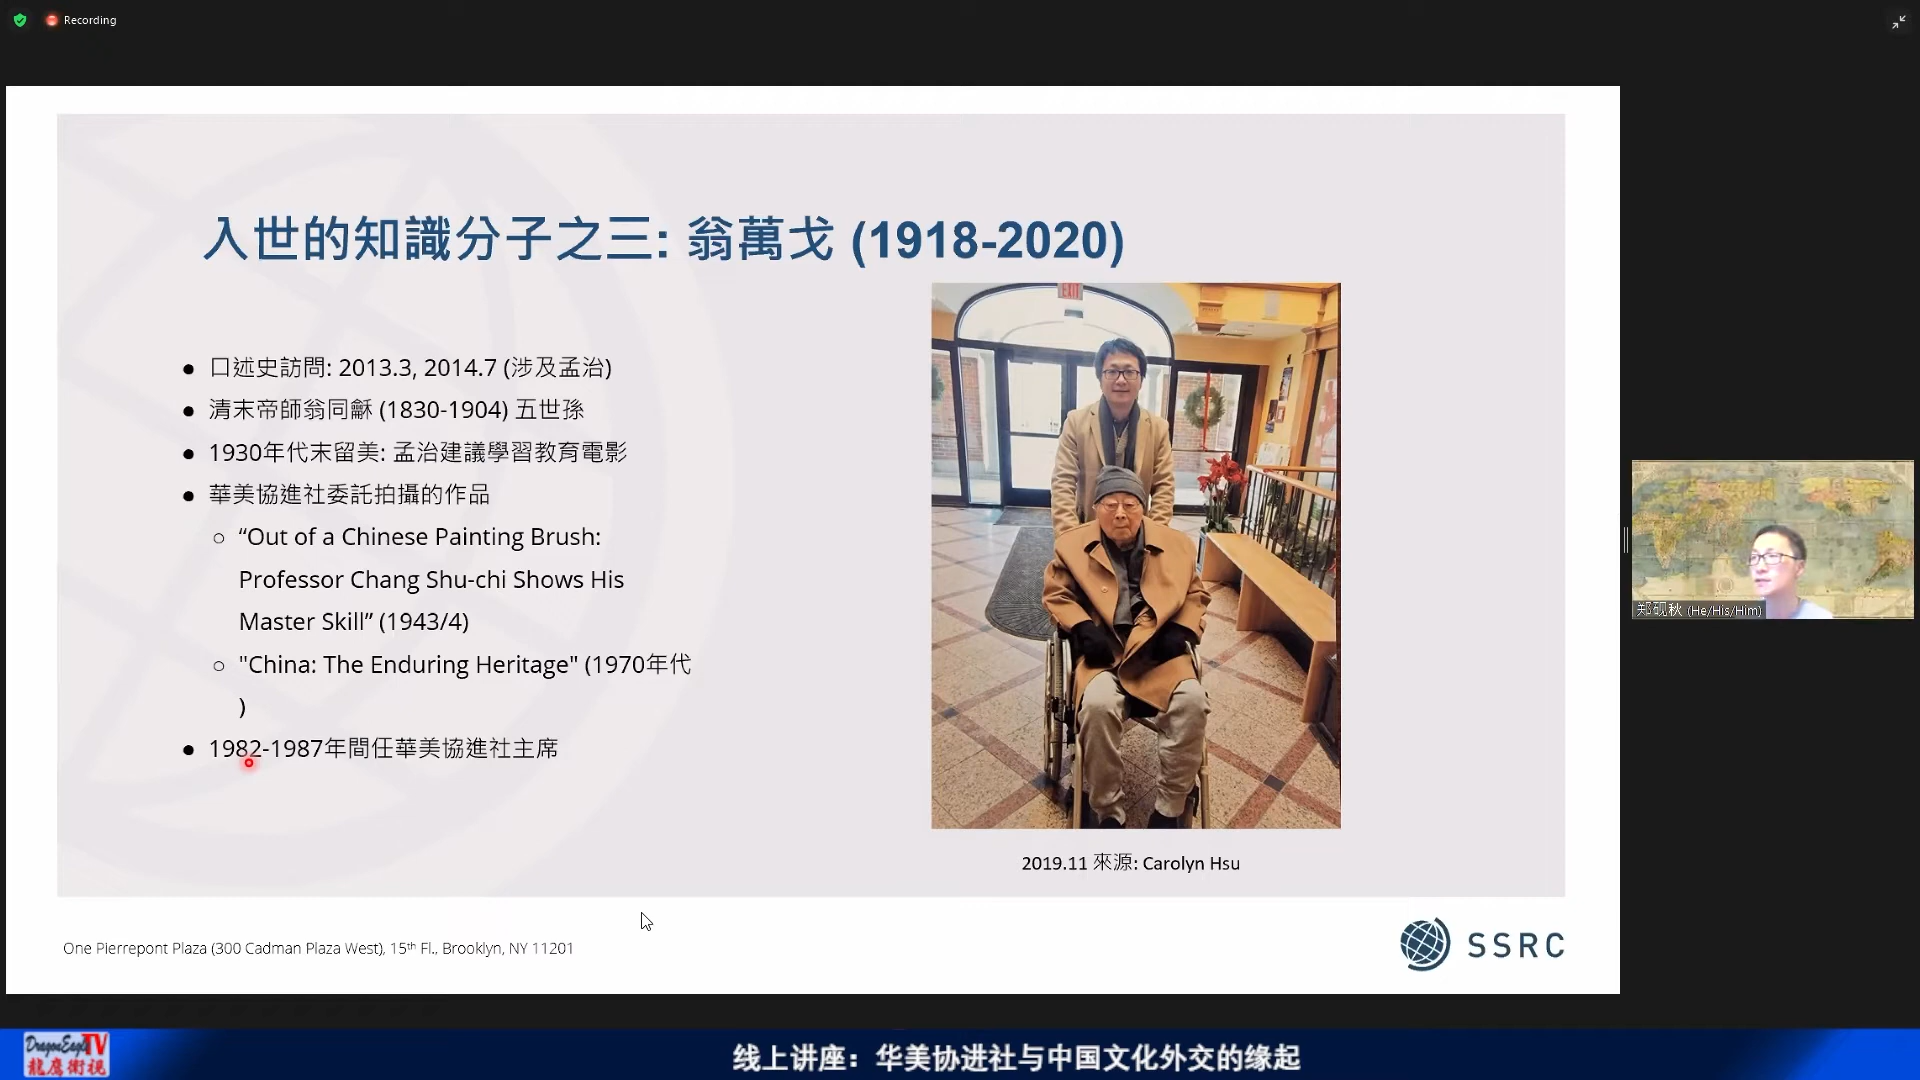 Recording
入世的知識分子之三: 翁萬戈 (1918-2020)
● 口述史訪問: 2013.3, 2014.7 (涉及孟治)
● 清末帝師翁同龢 (1830-1904) 五世孫
● 1930年代末留美: 孟治建議學習教育電影
● 華美協進社委託拍攝的作品
○ “Out of a Chinese Painting Brush:
Professor Chang Shu-chi Shows His
Master Skill” (1943/4)
○ "China: The Enduring Heritage" (1970年代
)
● 1982-1987年間任華美協進社主席
EXIT
2019.11 來源: Carolyn Hsu
郑砚秋 (He/His/Him)
One Pierrepont Plaza (300 Cadman Plaza West), 15th Fl., Brooklyn, NY 11201
SSRC
DragonEagle TV
龍鷹衛視
线上讲座：华美协进社与中国文化外交的缘起